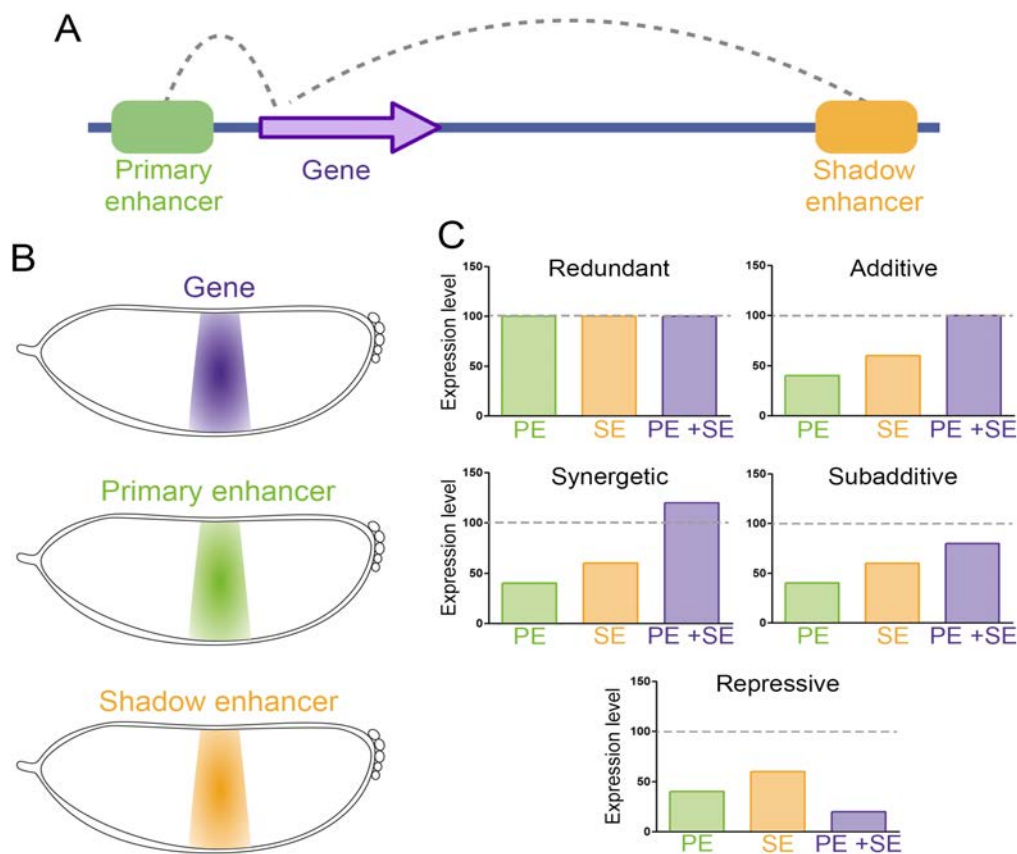 A
Primary
enhancer
Gene
Shadow
enhancer
B
Gene
Primary enhancer
Shadow enhancer
C
Redundant
Expression level
150
100
50
0
PE
SE
PE +SE
Additive
150
100
50
0
PE
SE
PE +SE
Synergetic
Expression level
150
100
50
0
PE
SE
PE +SE
Subadditive
150
100
50
0
PE
SE
PE +SE
Repressive
Expression level
150
100
50
0
PE
SE
PE +SE